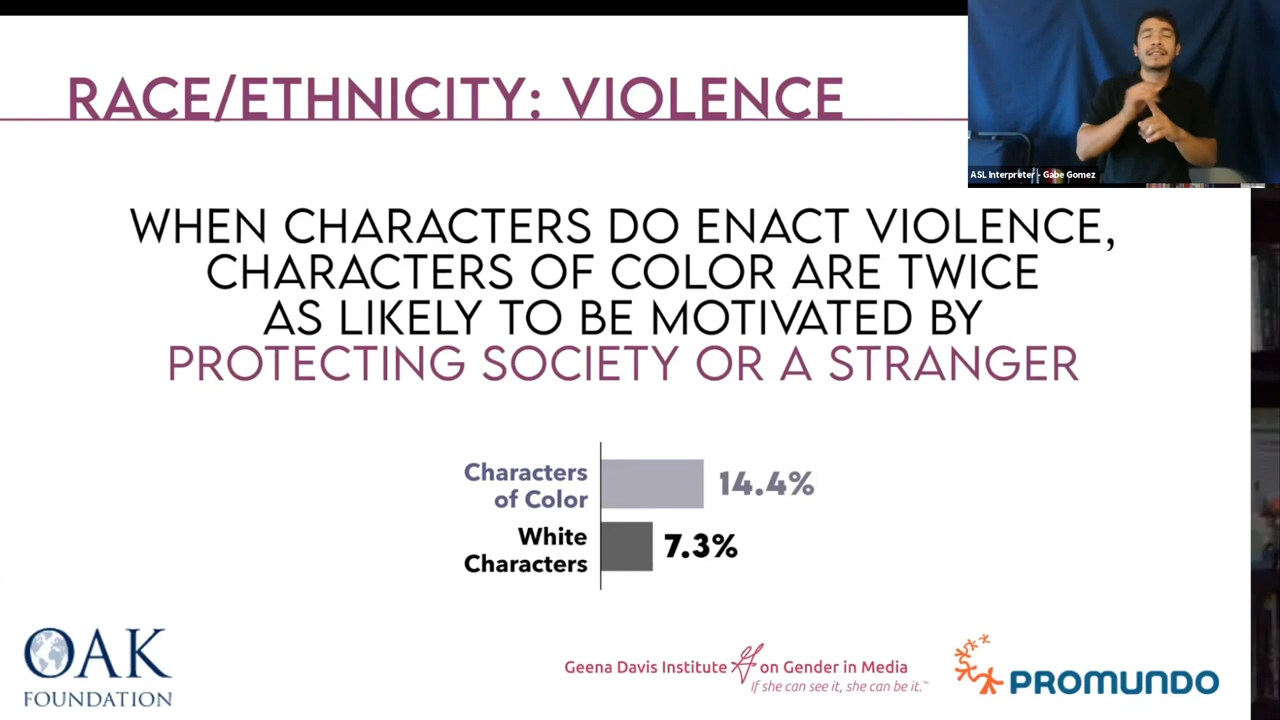 RACE/ETHNICITY: VIOLENCE
ASL Interpreter - Gabe Gomez
WHEN CHARACTERS DO ENACT VIOLENCE,
CHARACTERS OF COLOR ARE TWICE
AS LIKELY TO BE MOTIVATED BY
PROTECTING SOCIETY OR A STRANGER
Characters
of Color
14.4%
White
Characters
7.3%
OAK
FOUNDATION
Geena Davis Institute on Gender in Media
If she can see it, she can be it.™
PROMUNDO